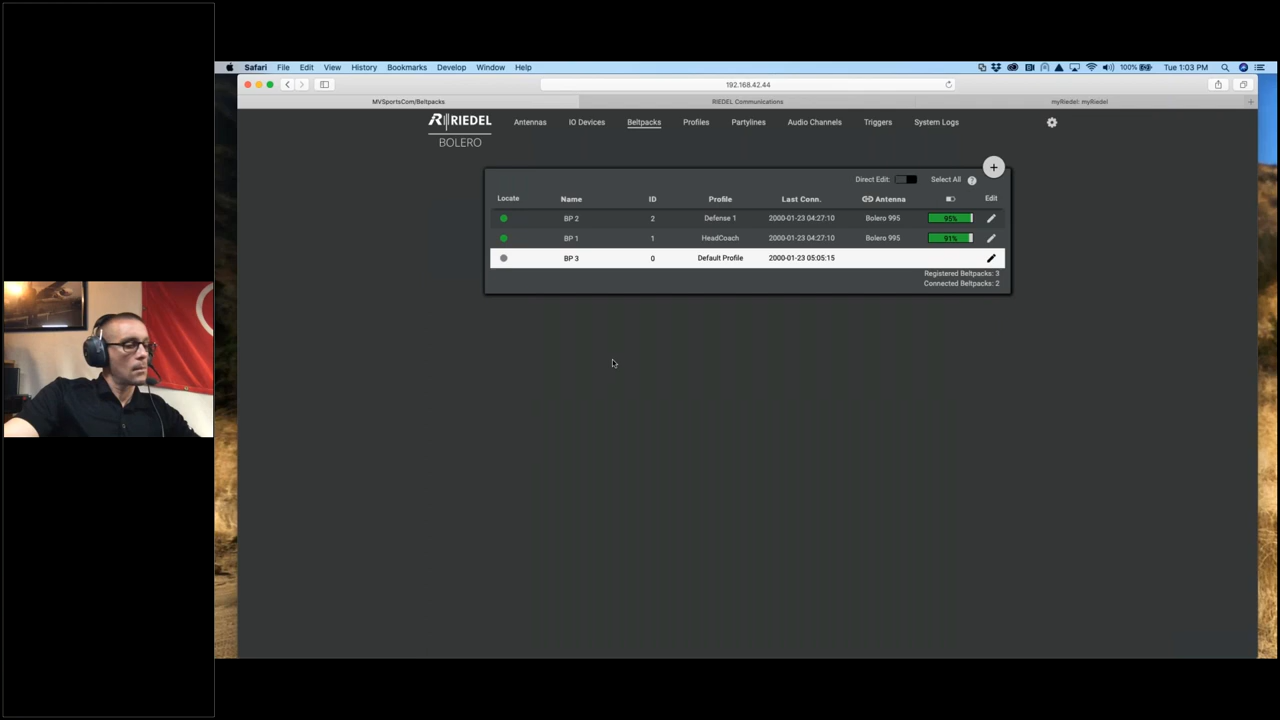 Safari File Edit View History Bookmarks Develop Window Help 100% Tue 1:03 PM
192.168.42.44
MVSportsCom/Beltpacks RIEDEL Communications myRiedel: myRiedel
RIEDEL Antennas IO Devices Beltpacks Profiles Partylines Audio Channels Triggers System Logs
BOLERO
Direct Edit: Select All ?
Locate Name ID Profile Last Conn. Antenna Edit
BP 2 2 Defense 1 2000-01-23 04:27:10 Bolero 995 95%
BP 1 1 HeadCoach 2000-01-23 04:27:10 Bolero 995 91%
BP 3 0 Default Profile 2000-01-23 05:05:15
Registered Beltpacks: 3
Connected Beltpacks: 2